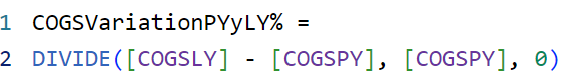 1 COGSVariationPYyLY% =
2 DIVIDE([COGSLY] - [COGSPY], [COGSPY], 0)